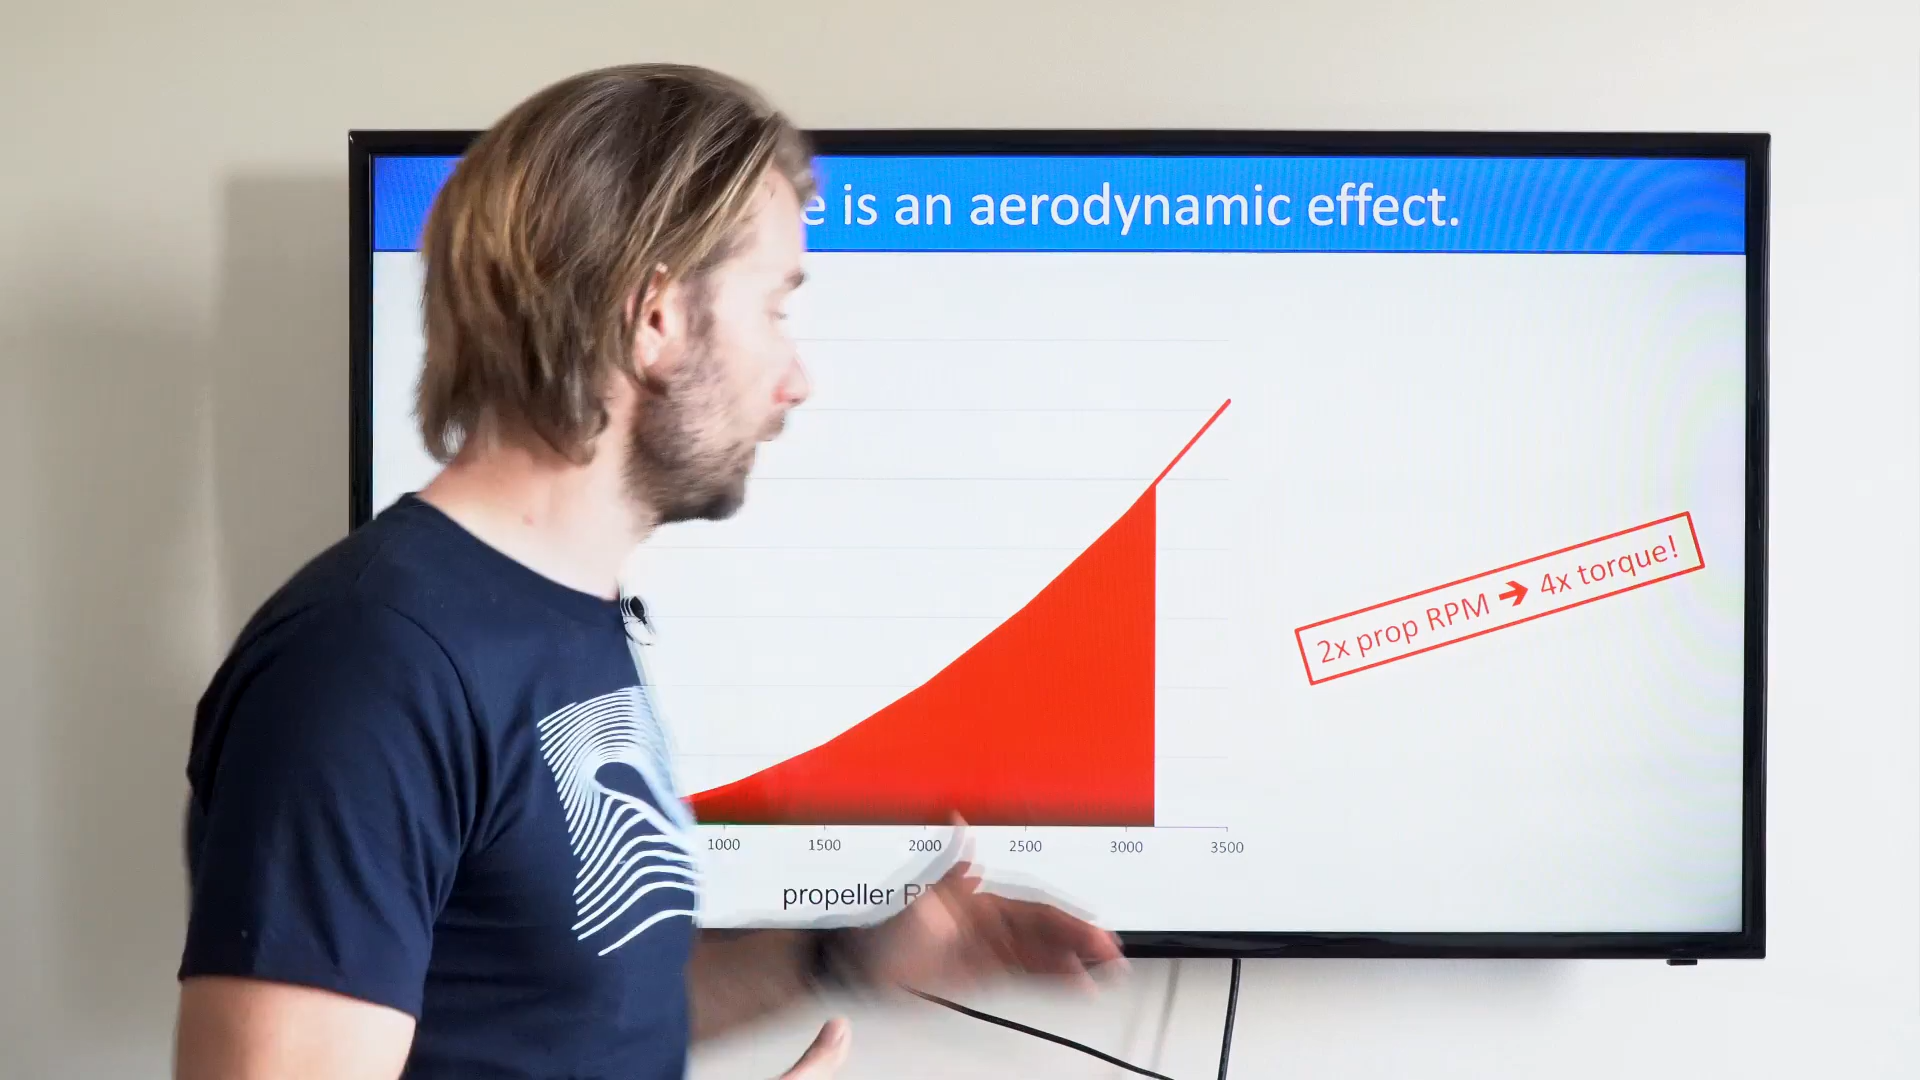 e is an aerodynamic effect.
2x prop RPM ➔ 4x torque!
1000 1500 2000 2500 3000 3500
propeller